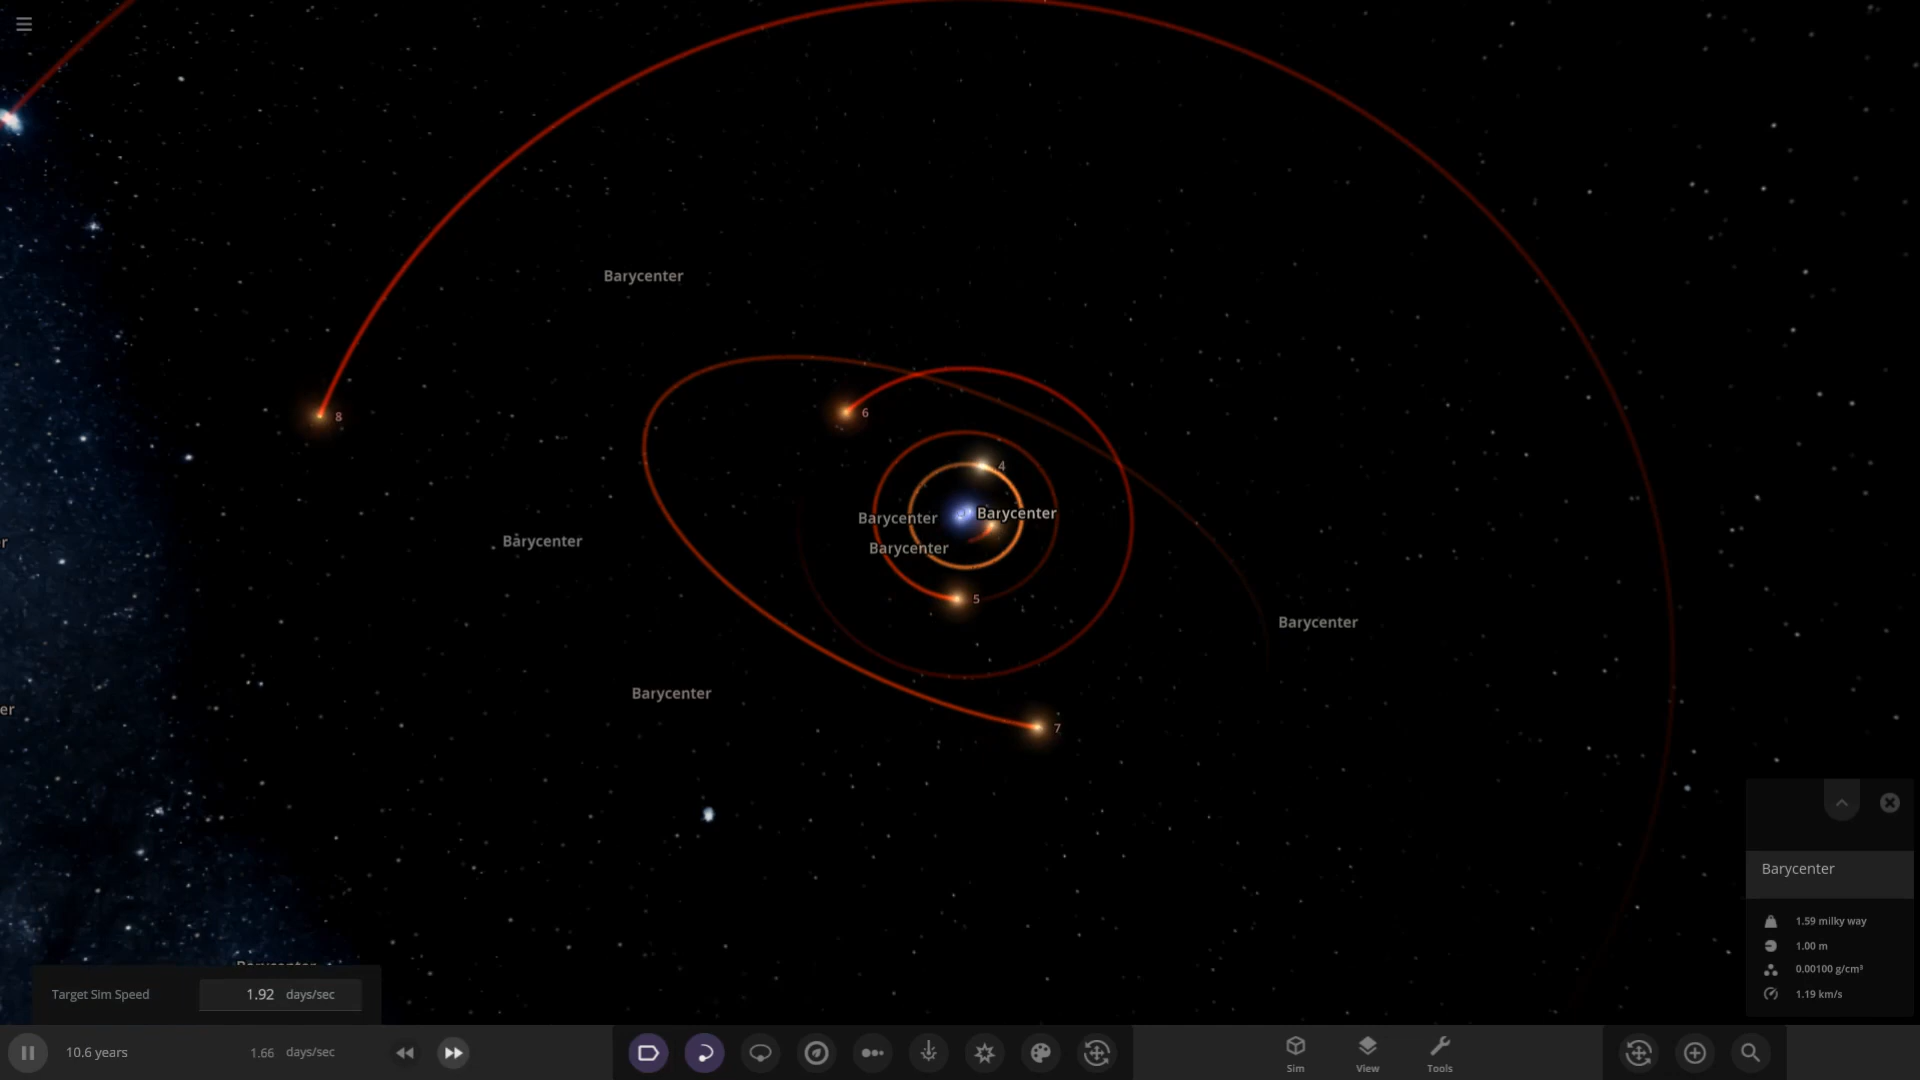 Barycenter
8
6
4
Barycenter
Barycenter
Barycenter
Barycenter
r
5
Barycenter
Barycenter
er
7
Barycenter
1.59 milky way
1.00 m
0.00100 g/cm³
1.19 km/s
Barycenter
Target Sim Speed 1.92 days/sec
10.6 years 1.66 days/sec
Sim View Tools